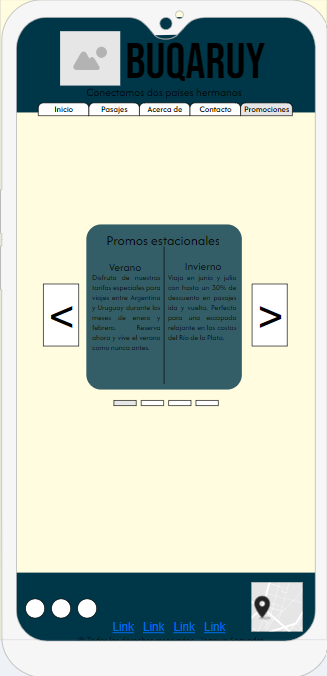 BUQARUY
Conectamos dos países hermanos
Inicio Pasajes Acerca de Contacto Promociones
Promos estacionales
Verano
Disfruta de nuestras
tarifas especiales para
viajes entre Argentina
y Uruguay durante los
meses de enero y
febrero. Reserva
ahora y vive el verano
como nunca antes.
Invierno
Viaja en junio y julio
con hasta un 30% de
descuento en pasajes
ida y vuelta. Perfecto
para una escapada
relajante en las costas
del Río de la Plata.
< >
Link Link Link Link